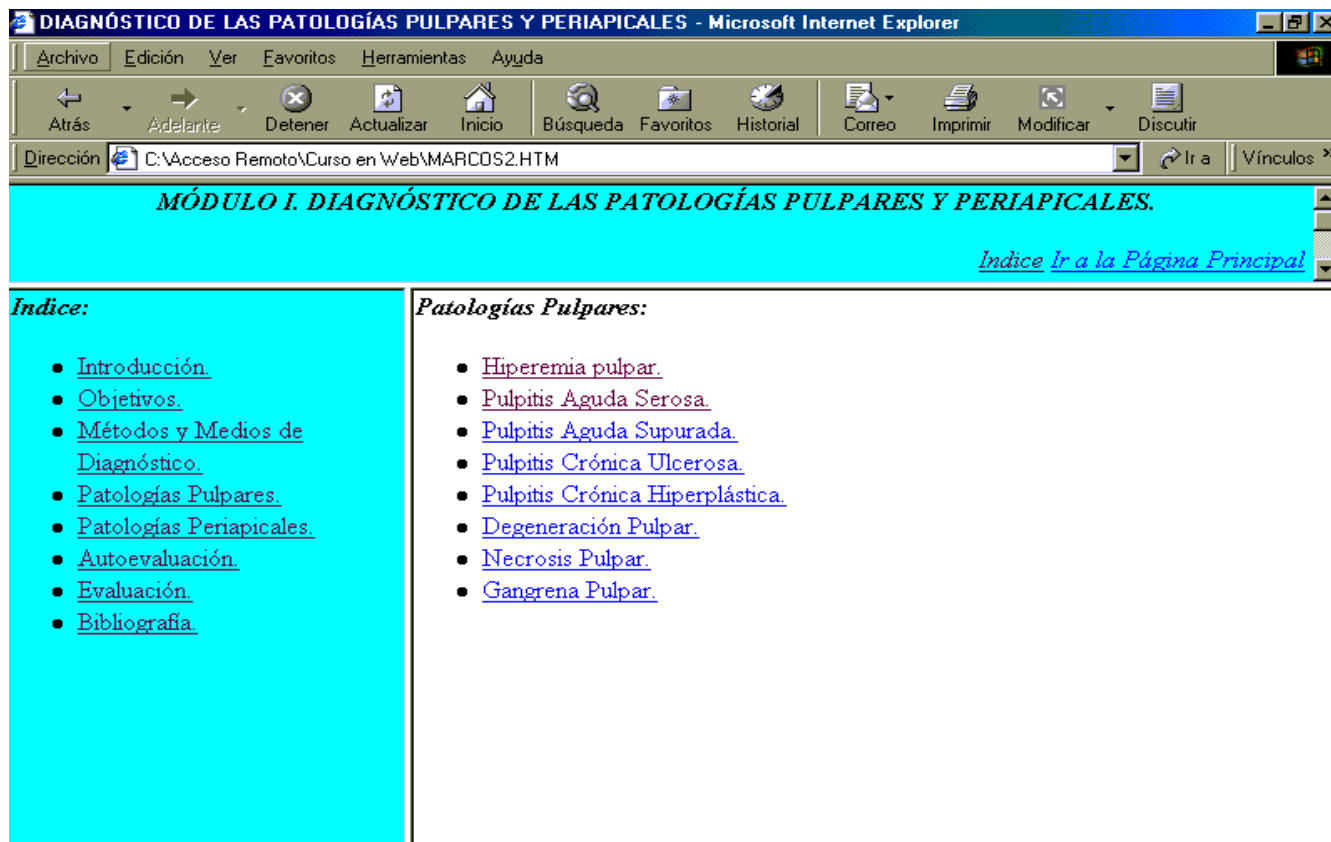 DIAGNÓSTICO DE LAS PATOLOGÍAS PULPARES Y PERIAPICALES - Microsoft Internet Explorer
Archivo Edición Ver Favoritos Herramientas Ayuda
Atrás Adelante Detener Actualizar Inicio Búsqueda Favoritos Historial Correo Imprimir Modificar Discutir
Dirección C:\Acceso Remoto\Curso en Web\MARCOS2.HTM Ir a Vínculos »
MÓDULO I. DIAGNÓSTICO DE LAS PATOLOGÍAS PULPARES Y PERIAPICALES.
Indice Ir a la Página Principal
Indice:
Introducción.
Objetivos.
Métodos y Medios de
Diagnóstico.
Patologías Pulpares.
Patologías Periapicales.
Autoevaluación.
Evaluación.
Bibliografía.
Patologías Pulpares:
Hiperemia pulpar.
Pulpitis Aguda Serosa.
Pulpitis Aguda Supurada.
Pulpitis Crónica Ulcerosa.
Pulpitis Crónica Hiperplástica.
Degeneración Pulpar.
Necrosis Pulpar.
Gangrena Pulpar.